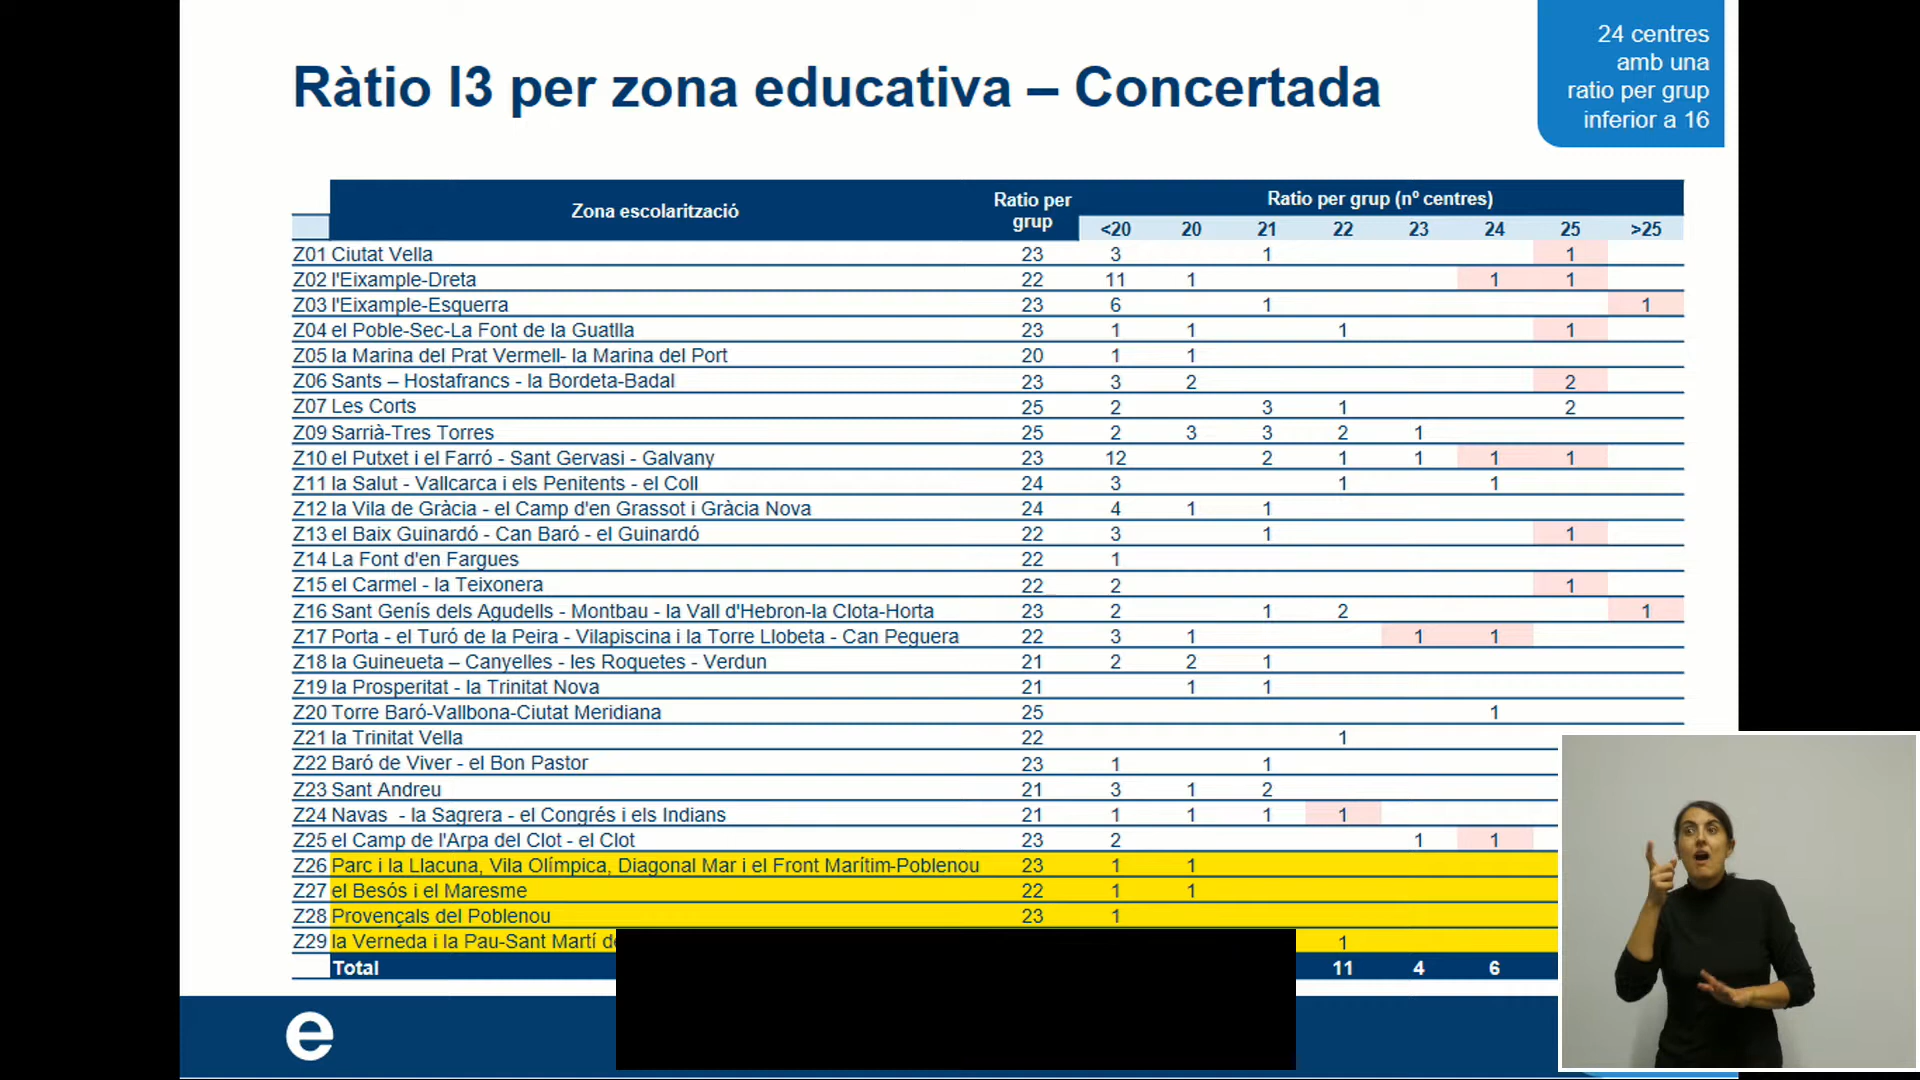 24 centres
amb una
ratio per grup
inferior a 16
Ràtio I3 per zona educativa – Concertada
Zona escolarització Ratio per grup Ratio per grup (nº centres)
<20 20 21 22 23 24 25 >25
Z01 Ciutat Vella 23 3 1 1
Z02 l'Eixample-Dreta 22 11 1 1 1
Z03 l'Eixample-Esquerra 23 6 1 1
Z04 el Poble-Sec-La Font de la Guatlla 23 1 1 1 1
Z05 la Marina del Prat Vermell- la Marina del Port 20 1 1
Z06 Sants – Hostafrancs - la Bordeta-Badal 23 3 2 2
Z07 Les Corts 25 2 3 1 2
Z09 Sarrià-Tres Torres 25 2 3 3 2 1
Z10 el Putxet i el Farró - Sant Gervasi - Galvany 23 12 2 1 1 1 1
Z11 la Salut - Vallcarca i els Penitents - el Coll 24 3 1 1
Z12 la Vila de Gràcia - el Camp d'en Grassot i Gràcia Nova 24 4 1 1
Z13 el Baix Guinardó - Can Baró - el Guinardó 22 3 1 1
Z14 La Font d'en Fargues 22 1
Z15 el Carmel - la Teixonera 22 2 1
Z16 Sant Genís dels Agudells - Montbau - la Vall d'Hebron-la Clota-Horta 23 2 1 2 1
Z17 Porta - el Turó de la Peira - Vilapiscina i la Torre Llobeta - Can Peguera 22 3 1 1 1
Z18 la Guineueta – Canyelles - les Roquetes - Verdun 21 2 2 1
Z19 la Prosperitat - la Trinitat Nova 21 1 1
Z20 Torre Baró-Vallbona-Ciutat Meridiana 25 1
Z21 la Trinitat Vella 22 1
Z22 Baró de Viver - el Bon Pastor 23 1 1
Z23 Sant Andreu 21 3 1 2
Z24 Navas - la Sagrera - el Congrés i els Indians 21 1 1 1 1
Z25 el Camp de l'Arpa del Clot - el Clot 23 2 1 1
Z26 Parc i la Llacuna, Vila Olímpica, Diagonal Mar i el Front Marítim-Poblenou 23 1 1
Z27 el Besós i el Maresme 22 1 1
Z28 Provençals del Poblenou 23 1
Z29 la Verneda i la Pau-Sant Martí 1
Total 11 4 6
e